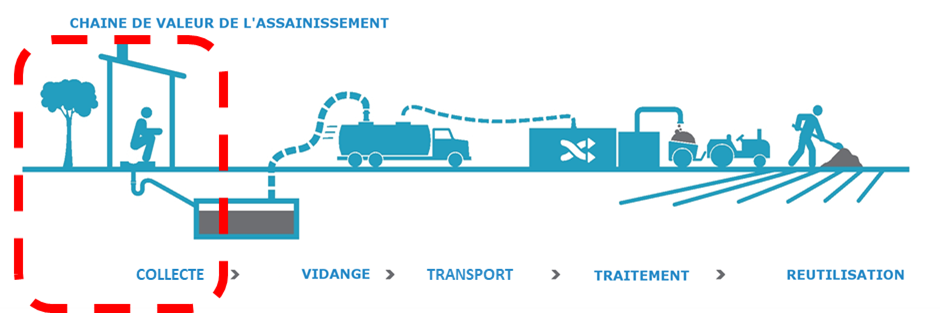 CHAINE DE VALEUR DE L'ASSAINISSEMENT
COLLECTE > VIDANGE > TRANSPORT > TRAITEMENT > REUTILISATION